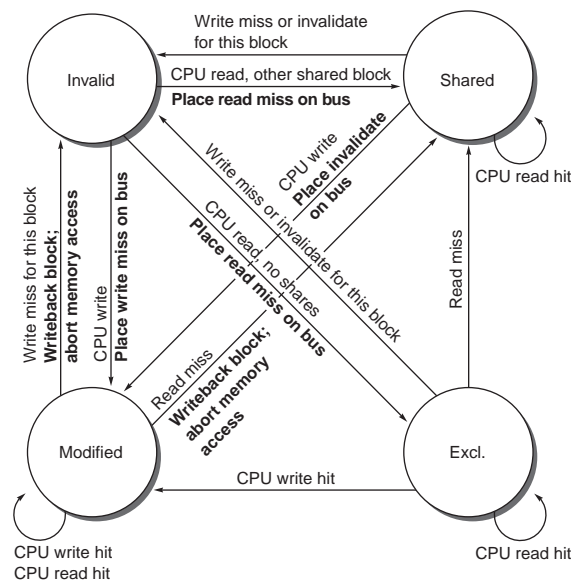 Write miss or invalidate
for this block
Invalid
CPU read, other shared block
Place read miss on bus
Shared
CPU read hit
CPU write
Place invalidate
on bus
Write miss or invalidate for this block
CPU read, no shares
Place read miss on bus
Write miss for this block
Writeback block;
abort memory access
CPU write
Place write miss on bus
Read miss
Read miss
Writeback block;
abort memory
access
Modified
Excl.
CPU write hit
CPU write hit
CPU read hit
CPU read hit